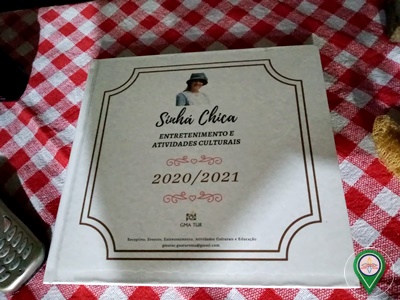 Sinhá Chica
ENTRETENIMENTO E
ATIVIDADES CULTURAIS
2020/2021
GMA TUR